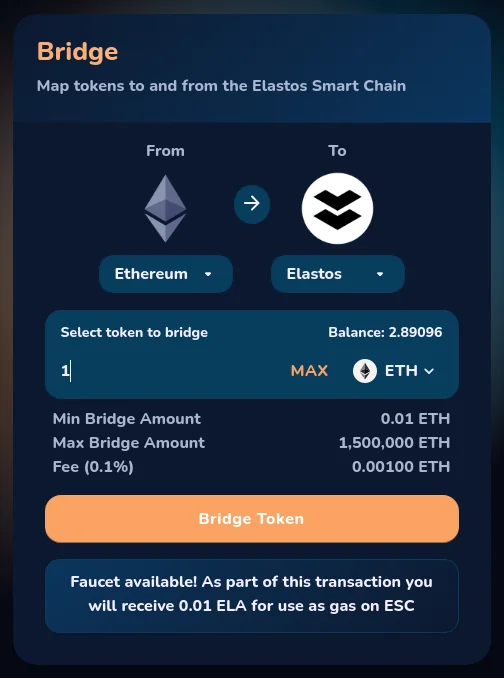 Bridge
Map tokens to and from the Elastos Smart Chain
From To
Ethereum Elastos
Select token to bridge Balance: 2.89096
1 MAX ETH
Min Bridge Amount 0.01 ETH
Max Bridge Amount 1,500,000 ETH
Fee (0.1%) 0.00100 ETH
Bridge Token
Faucet available! As part of this transaction you
will receive 0.01 ELA for use as gas on ESC